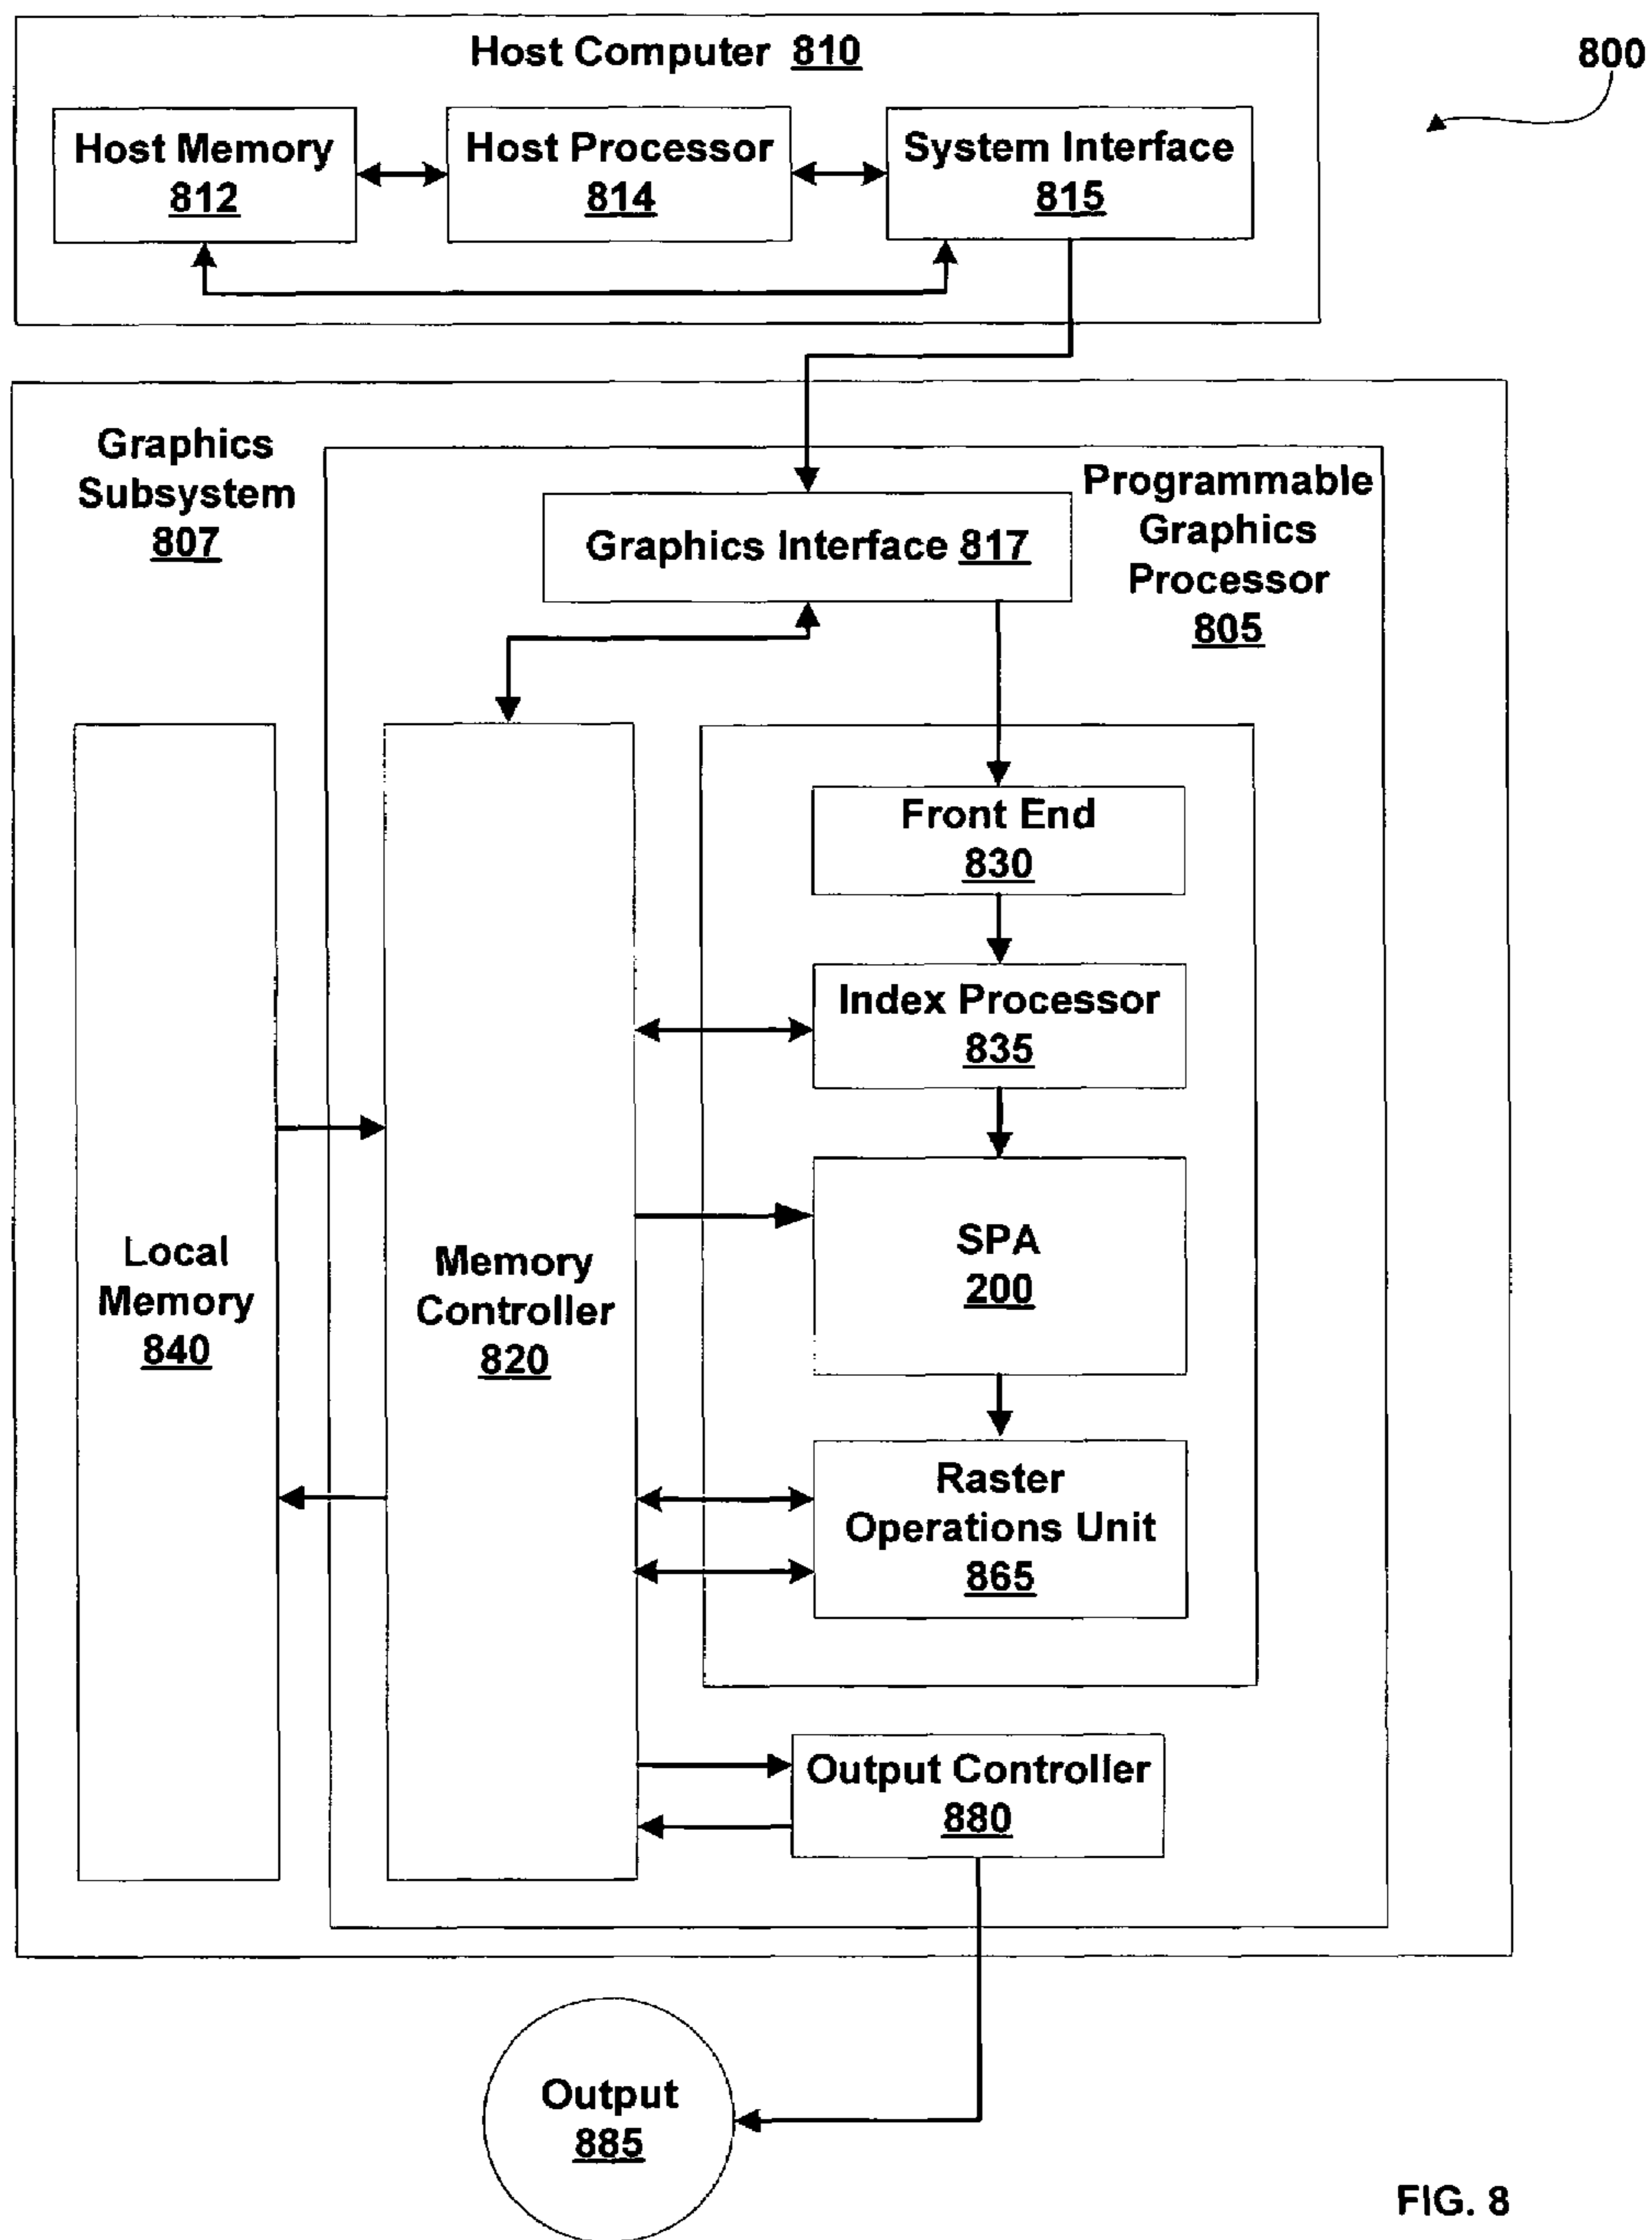 Host Computer 810
800
Host Memory
812
Host Processor
814
System Interface
815
Graphics
Subsystem
807
Programmable
Graphics
Processor
805
Graphics Interface 817
Front End
830
Index Processor
835
SPA
200
Local
Memory
840
Memory
Controller
820
Raster
Operations Unit
865
Output Controller
880
Output
885
FIG. 8